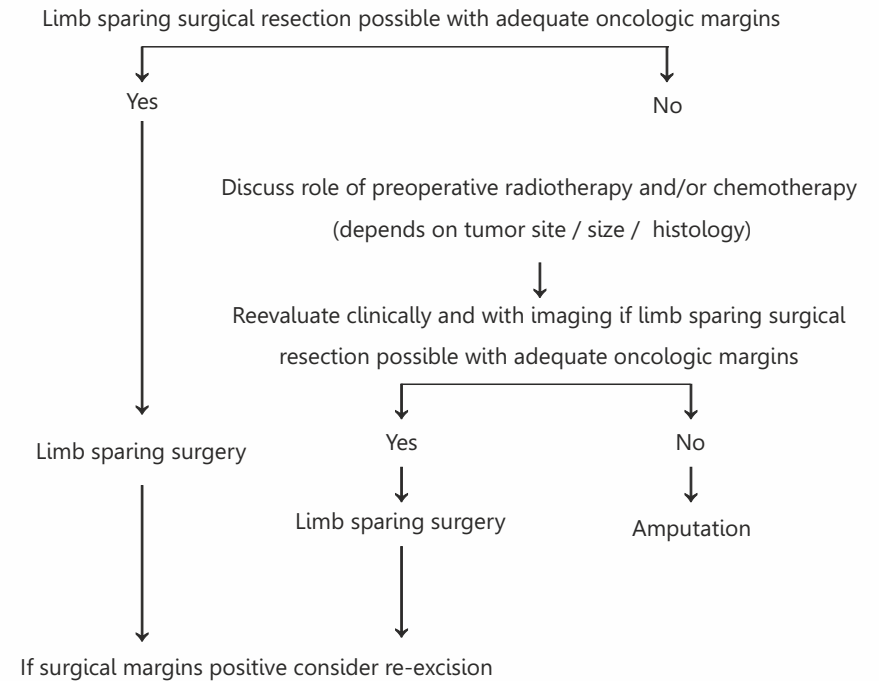 Limb sparing surgical resection possible with adequate oncologic margins
Yes
No
Discuss role of preoperative radiotherapy and/or chemotherapy
(depends on tumor site / size / histology)
Reevaluate clinically and with imaging if limb sparing surgical
resection possible with adequate oncologic margins
Yes
No
Limb sparing surgery
Limb sparing surgery
Amputation
If surgical margins positive consider re-excision